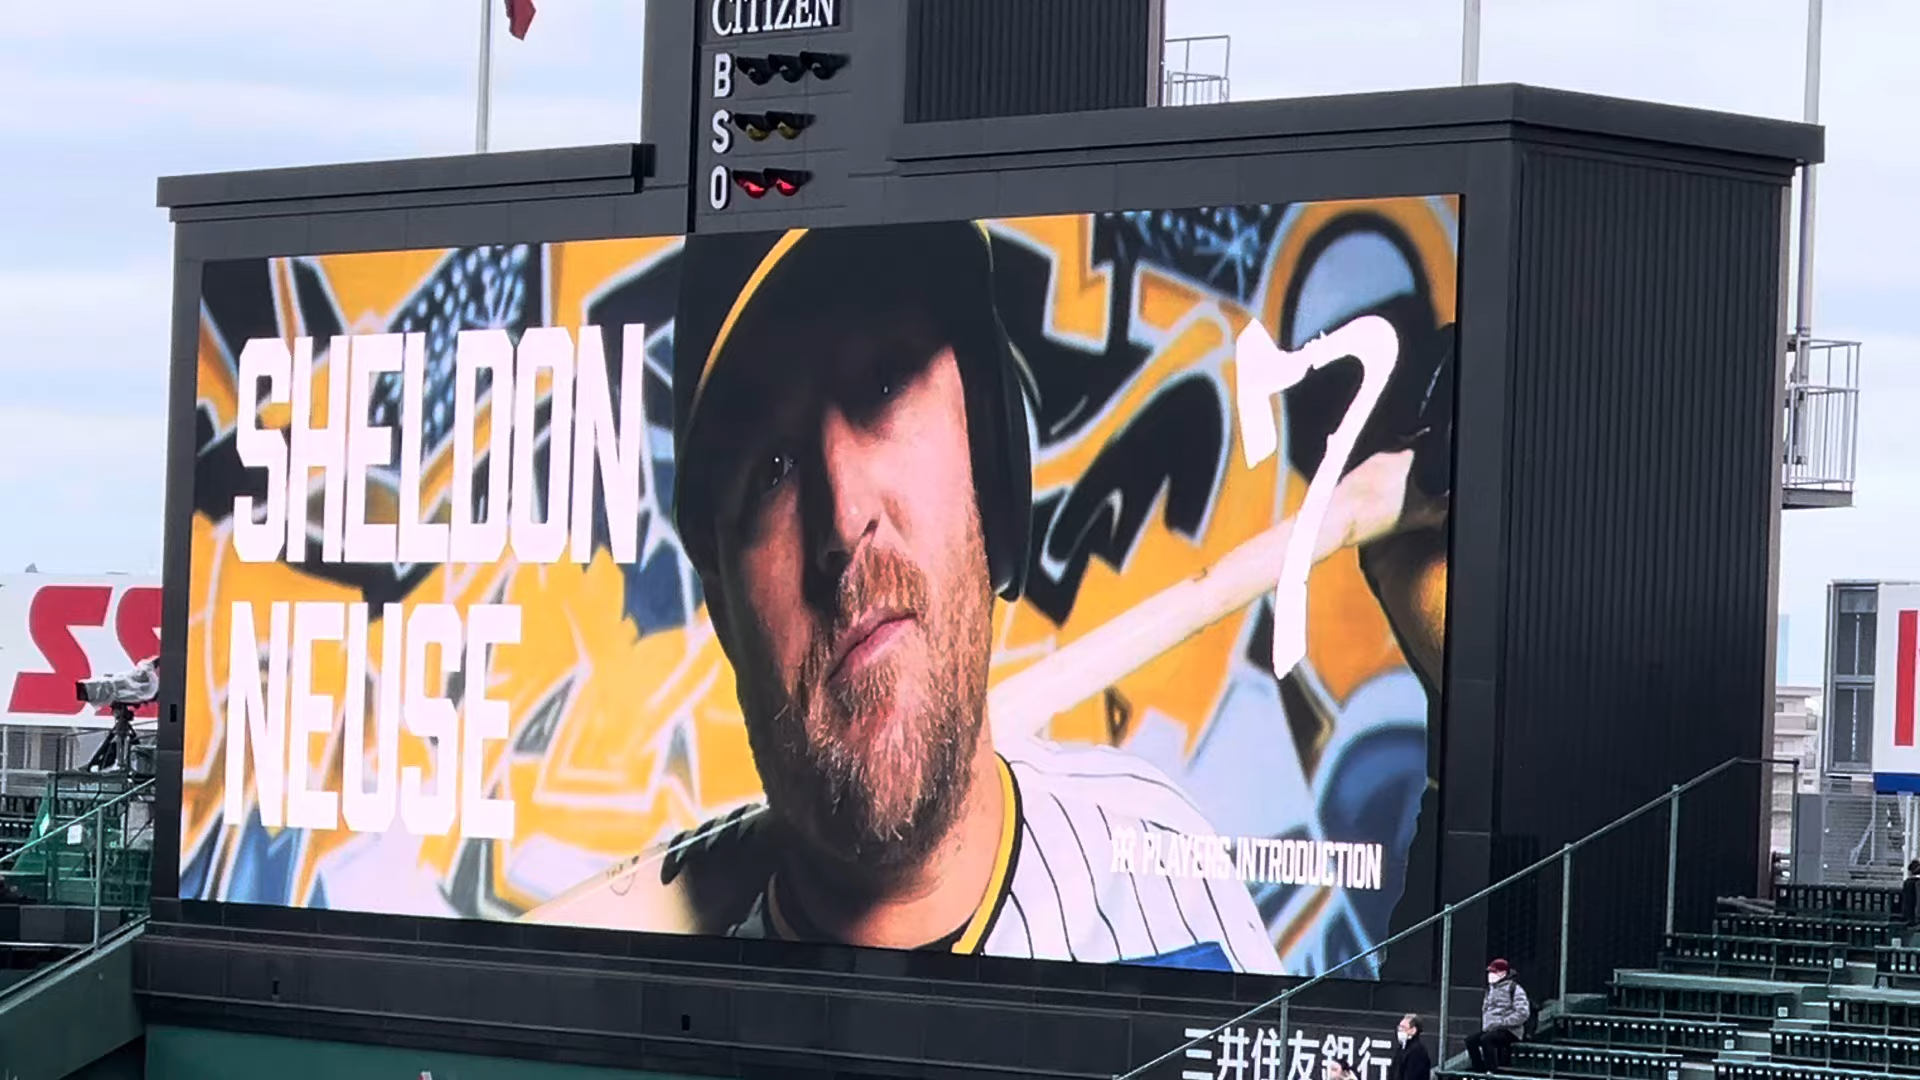 CITIZEN
B
S
O
SHELDON
NEUSE
7
PLAYERS INTRODUCTION
三井住友銀行